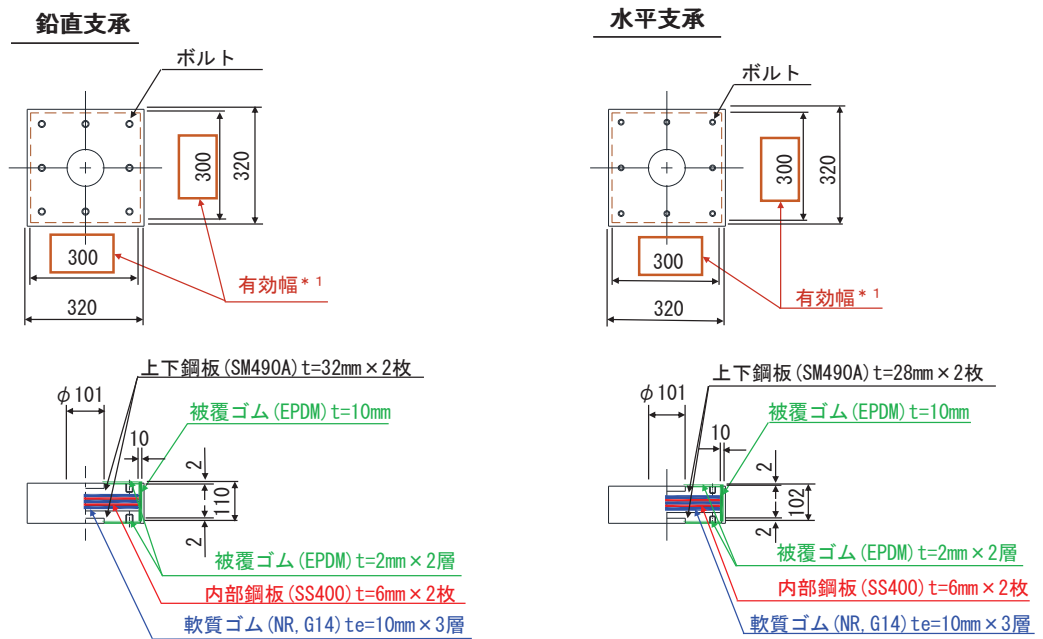 鉛直支承
ボルト
300
320
300
320
有効幅*¹
上下鋼板(SM490A)t=32mm×2枚
φ101
被覆ゴム(EPDM)t=10mm
10
2
110
2
被覆ゴム(EPDM)t=2mm×2層
内部鋼板(SS400)t=6mm×2枚
軟質ゴム(NR,G14)te=10mm×3層
水平支承
ボルト
300
320
300
320
有効幅*¹
上下鋼板(SM490A)t=28mm×2枚
φ101
被覆ゴム(EPDM)t=10mm
10
2
102
2
被覆ゴム(EPDM)t=2mm×2層
内部鋼板(SS400)t=6mm×2枚
軟質ゴム(NR,G14)te=10mm×3層